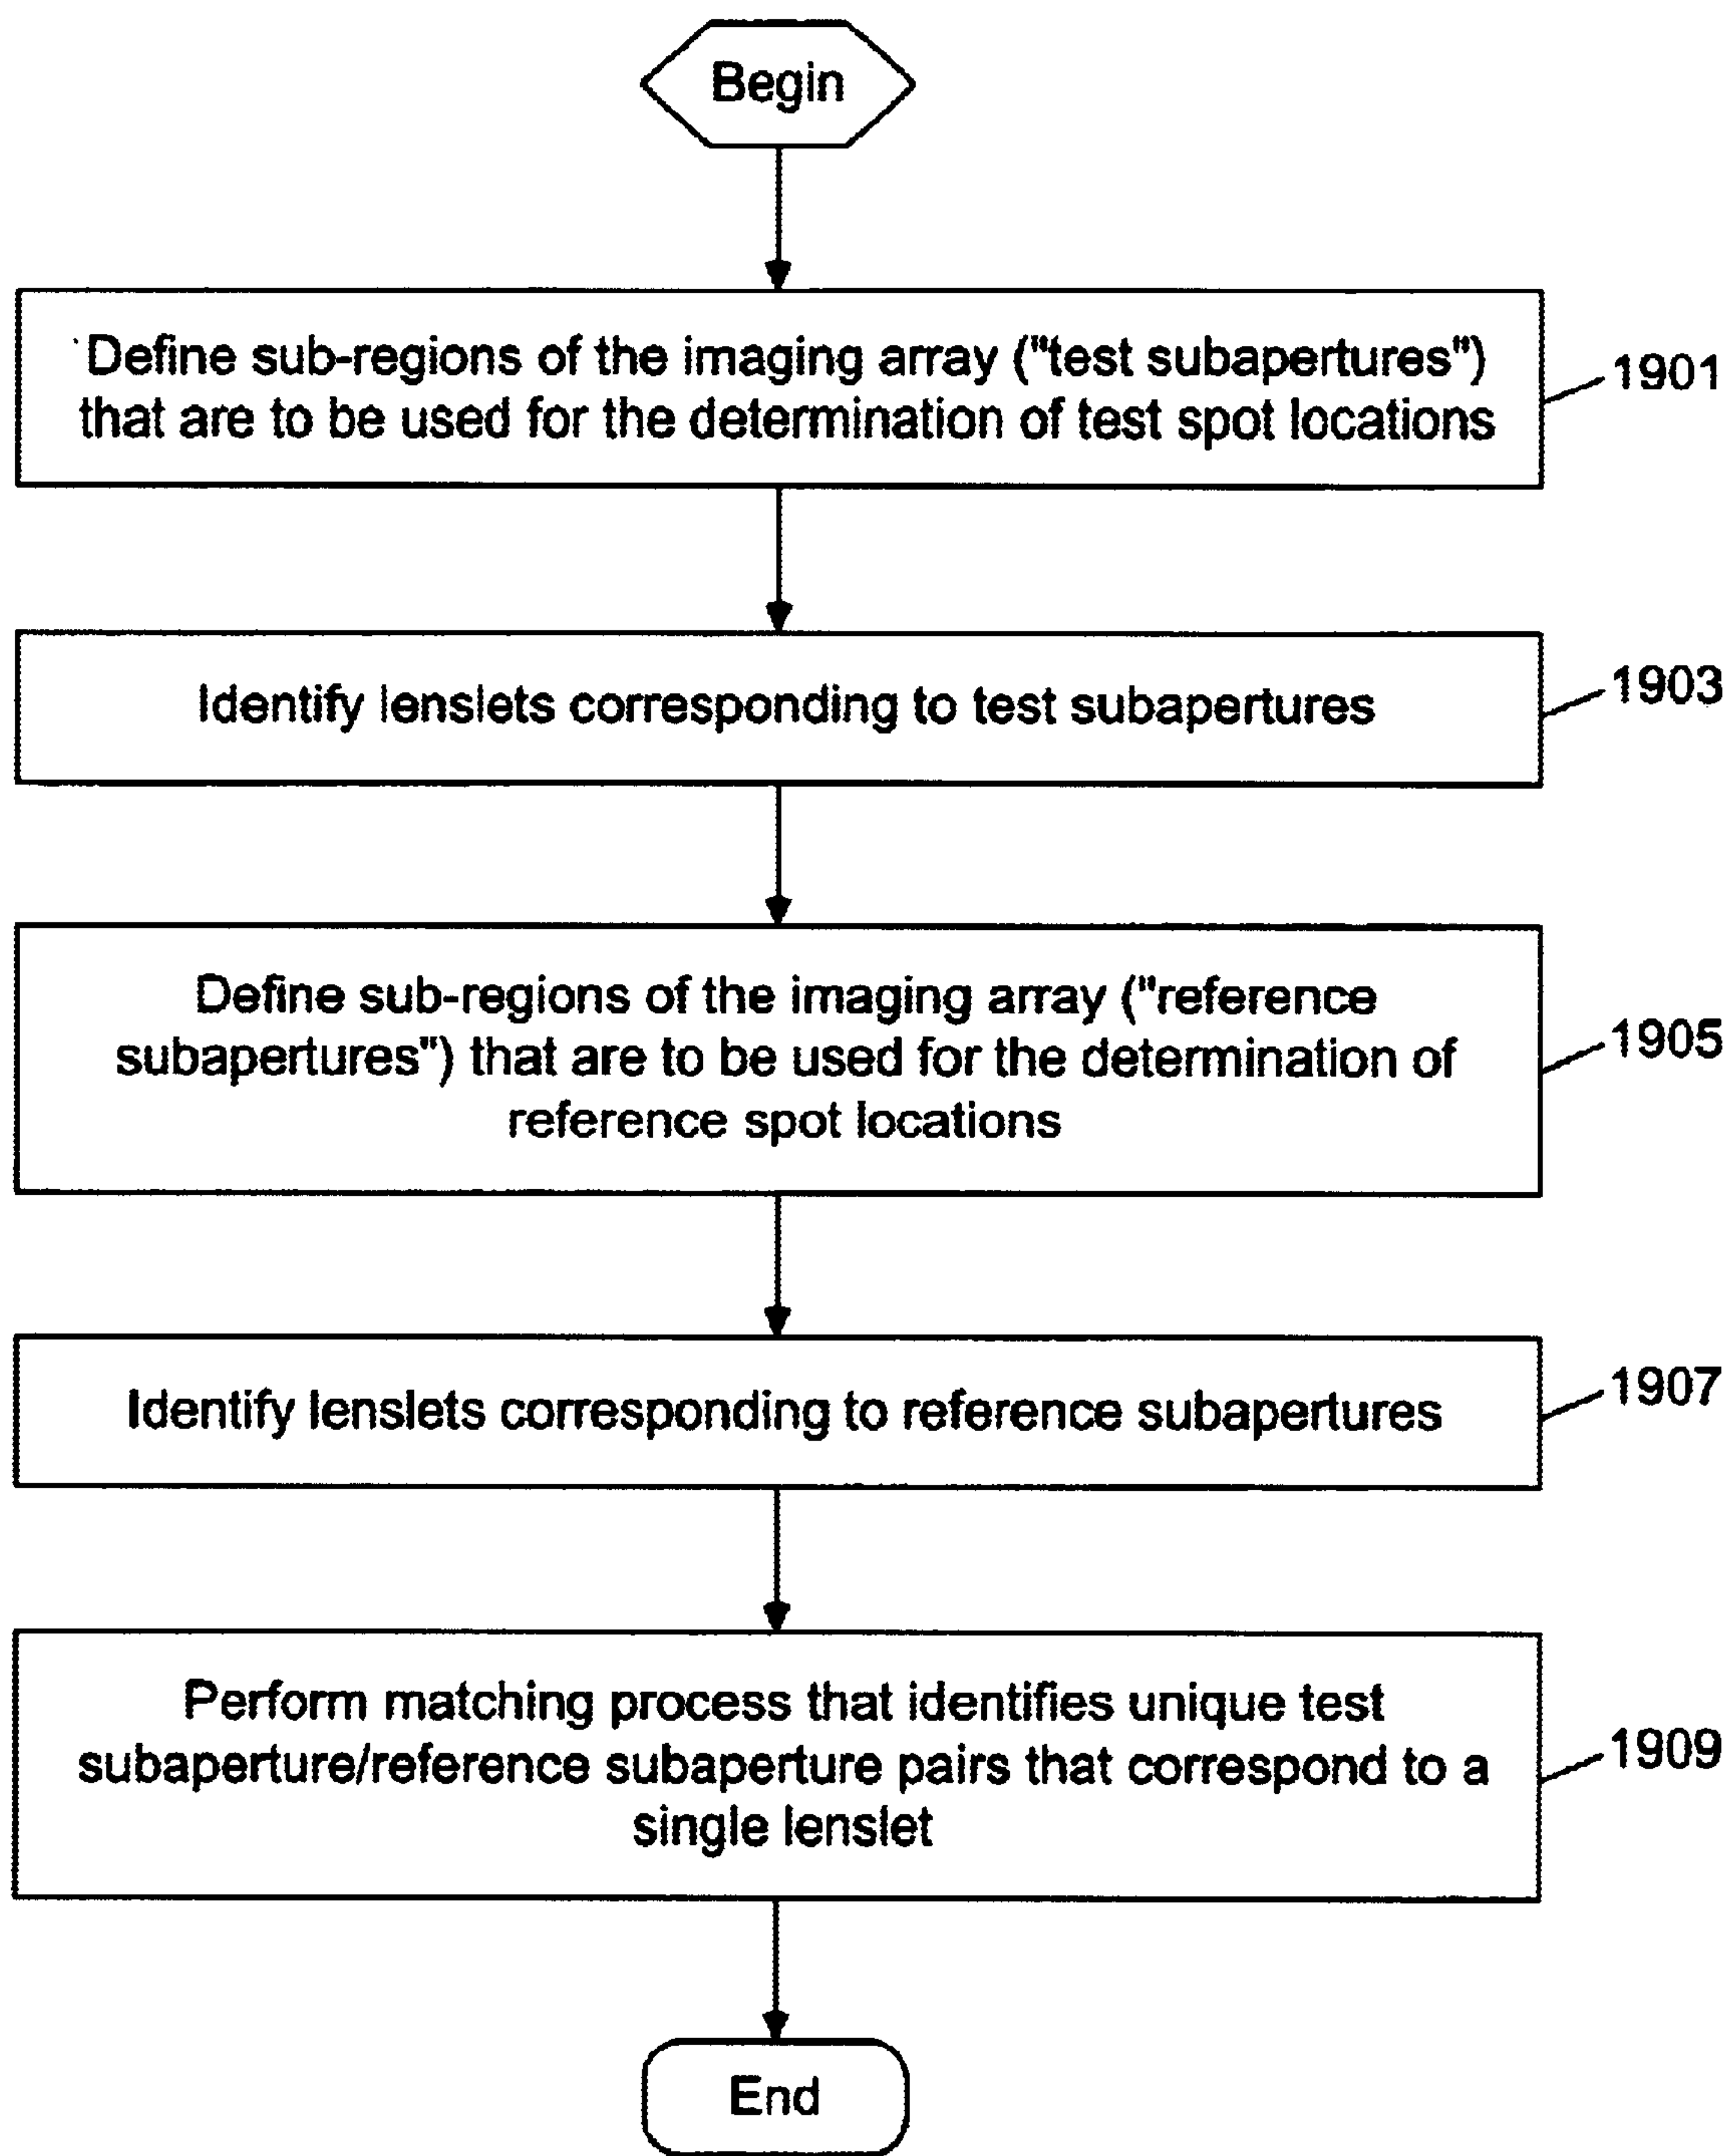 Begin
Define sub-regions of the imaging array ("test subapertures")
that are to be used for the determination of test spot locations
1901
Identify lenslets corresponding to test subapertures
1903
Define sub-regions of the imaging array ("reference
subapertures") that are to be used for the determination of
reference spot locations
1905
Identify lenslets corresponding to reference subapertures
1907
Perform matching process that identifies unique test
subaperture/reference subaperture pairs that correspond to a
single lenslet
1909
End